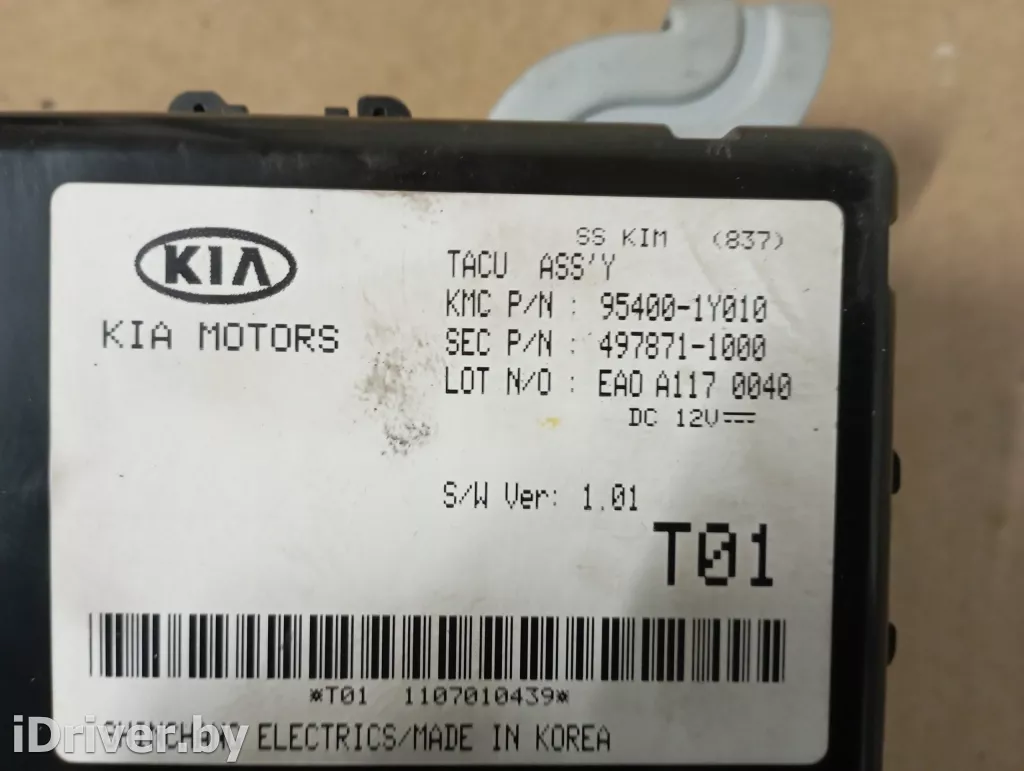 SS KIM (837)
KIA
KIA MOTORS
TACU ASS'Y
KMC P/N : 95400-1Y010
SEC P/N : 497871-1000
LOT N/O : EAO A117 0040
DC 12V
S/W Ver: 1.01
T01
*T01 1107010439*
ELECTRICS/MADE IN KOREA
iDriver.by